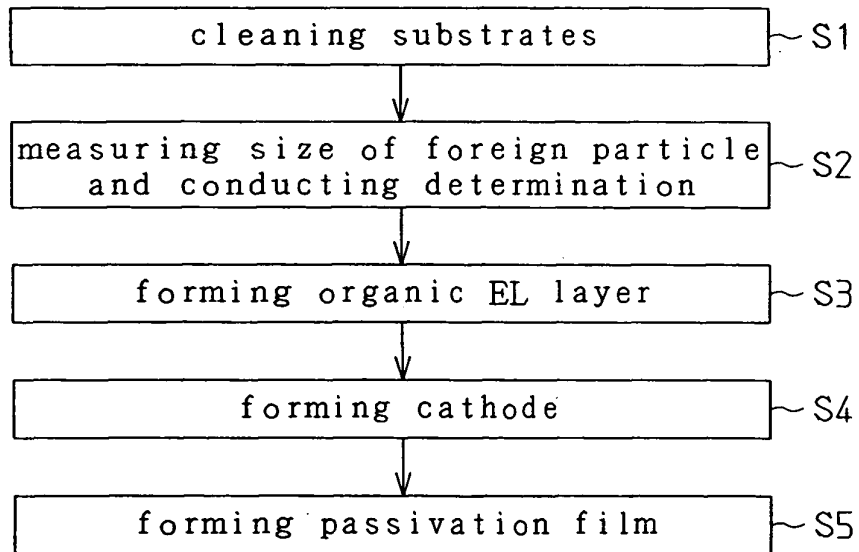 cleaning substrates S1
measuring size of foreign particle
and conducting determination S2
forming organic EL layer S3
forming cathode S4
forming passivation film S5